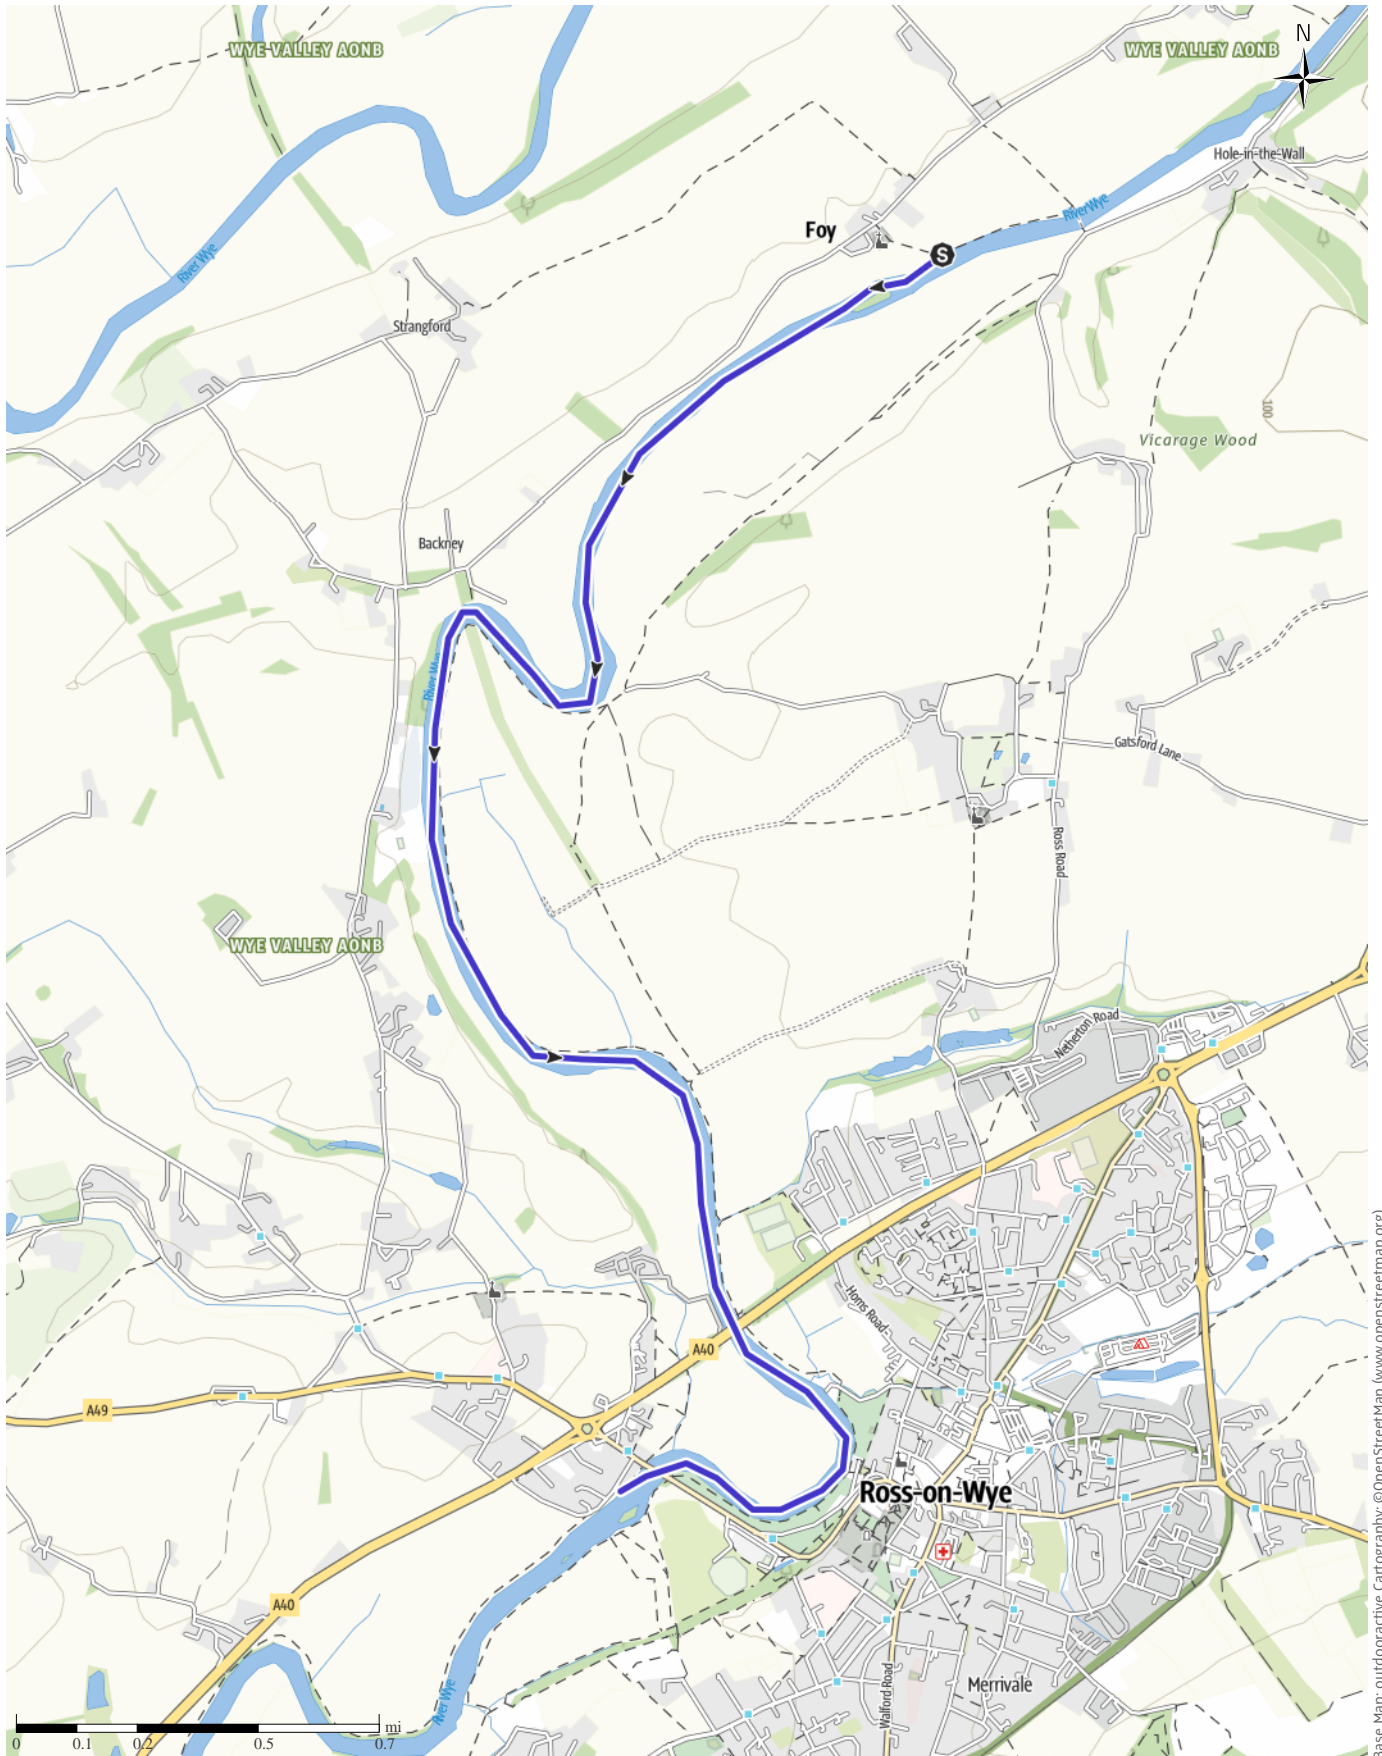 WYE VALLEY AONB
WYE VALLEY AONB
N
Hole-in-the-Wall
River Wye
Foy
S
River Wye
Strangford
100
Vicarage Wood
Backney
River Wye
Gatsford Lane
Ross Road
WYE VALLEY AONB
Netherton Road
Homs Road
A40
A49
Ross-on-Wye
A40
Merrivale
Walford Road
River Wye
mi
0 0.1 0.2 0.5 0.7
Base Map: outdooractive Cartography: ©OpenStreetMap (www.openstreetmap.org)